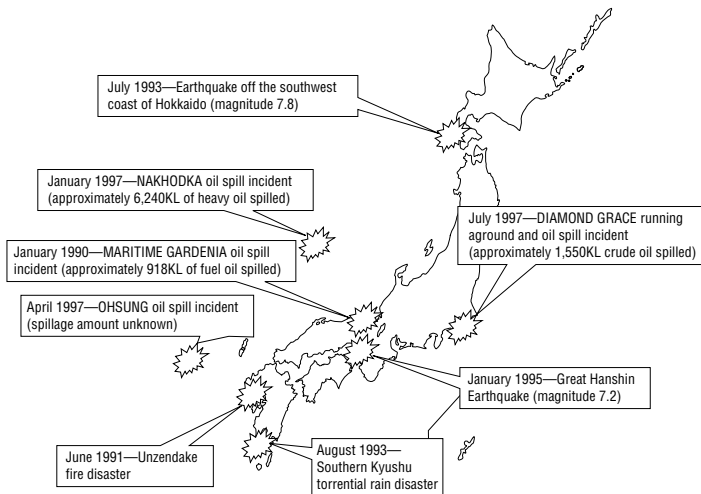 July 1993—Earthquake off the southwest
coast of Hokkaido (magnitude 7.8)
January 1997—NAKHODKA oil spill incident
(approximately 6,240KL of heavy oil spilled)
July 1997—DIAMOND GRACE running
aground and oil spill incident
(approximately 1,550KL crude oil spilled)
January 1990—MARITIME GARDENIA oil spill
incident (approximately 918KL of fuel oil spilled)
April 1997—OHSUNG oil spill incident
(spillage amount unknown)
January 1995—Great Hanshin
Earthquake (magnitude 7.2)
June 1991—Unzendake
fire disaster
August 1993—
Southern Kyushu
torrential rain disaster